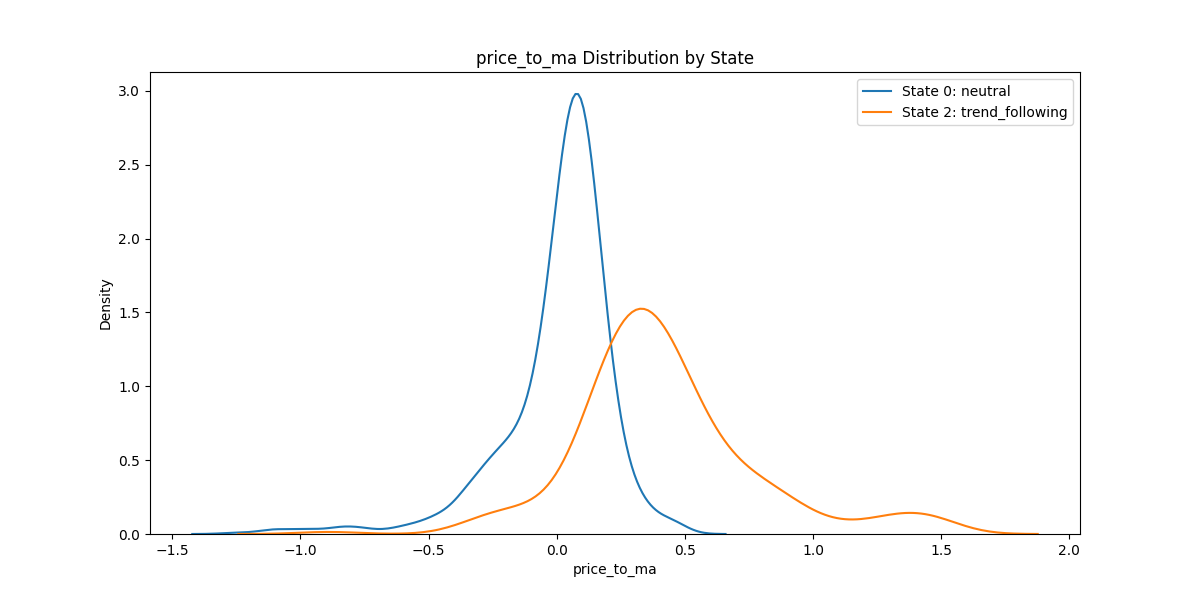 price_to_ma Distribution by State
State 0: neutral
State 2: trend_following
3.0
2.5
2.0
1.5
1.0
0.5
0.0
Density
−1.5 −1.0 −0.5 0.0 0.5 1.0 1.5 2.0
price_to_ma